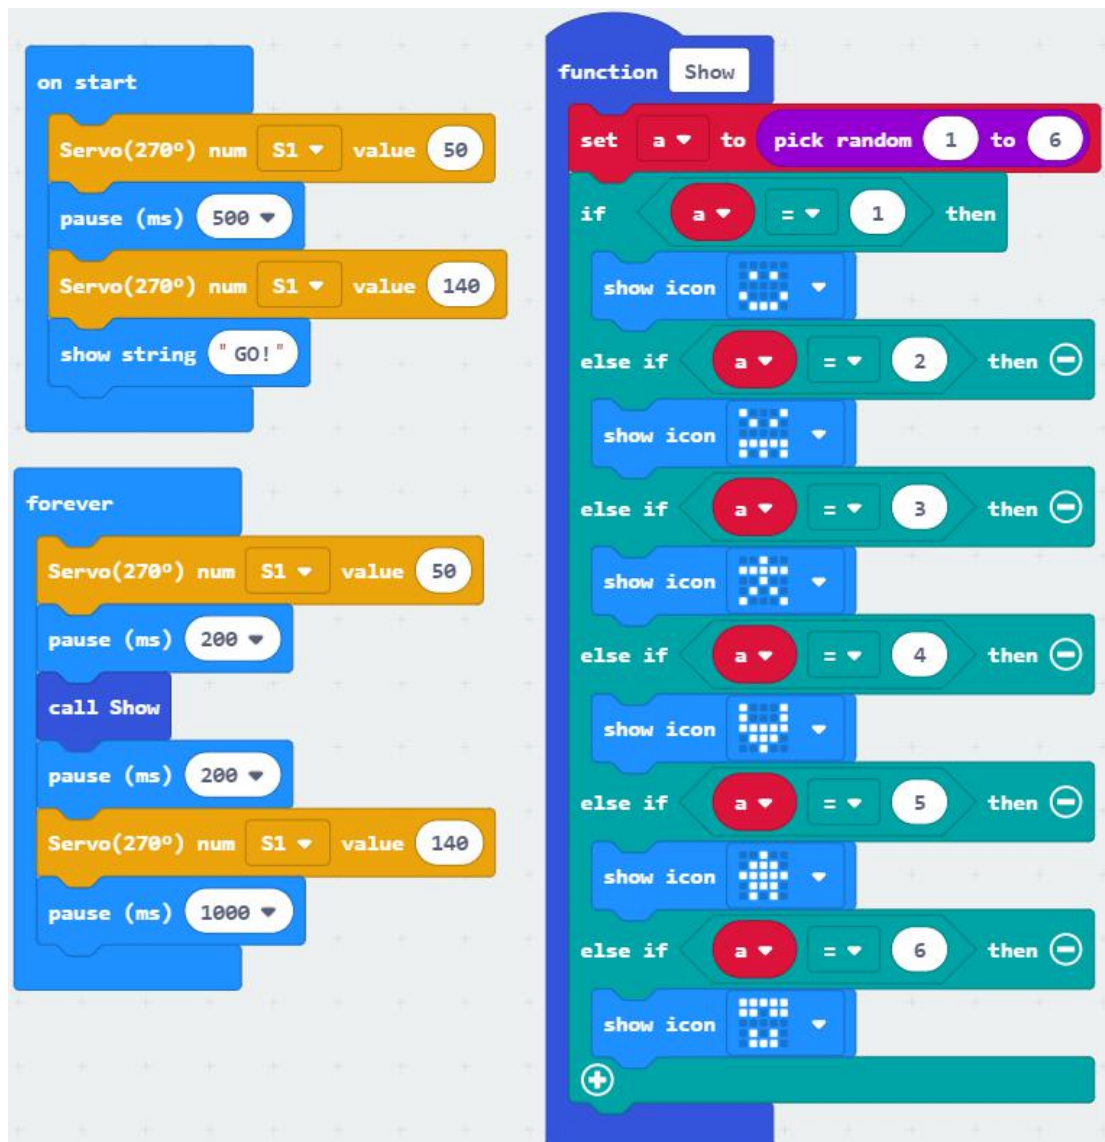 on start
Servo(270º) num S1 value 50
pause (ms) 500
Servo(270º) num S1 value 140
show string "GO!"
forever
Servo(270º) num S1 value 50
pause (ms) 200
call Show
pause (ms) 200
Servo(270º) num S1 value 140
pause (ms) 1000
function Show
set a to pick random 1 to 6
if a = 1 then
show icon
else if a = 2 then
show icon
else if a = 3 then
show icon
else if a = 4 then
show icon
else if a = 5 then
show icon
else if a = 6 then
show icon